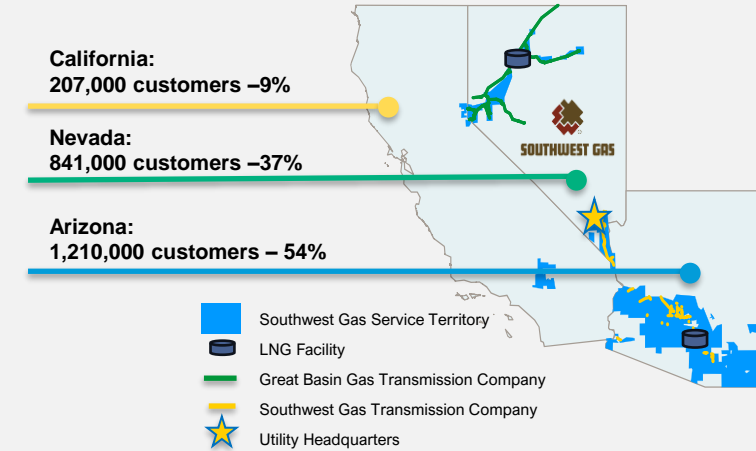 California:
207,000 customers –9%
Nevada:
841,000 customers –37%
SOUTHWEST GAS
Arizona:
1,210,000 customers – 54%
Southwest Gas Service Territory
LNG Facility
Great Basin Gas Transmission Company
Southwest Gas Transmission Company
Utility Headquarters